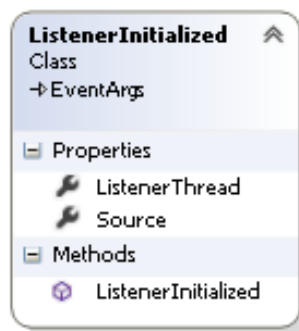 ListenerInitialized
Class
EventArgs
Properties
ListenerThread
Source
Methods
ListenerInitialized